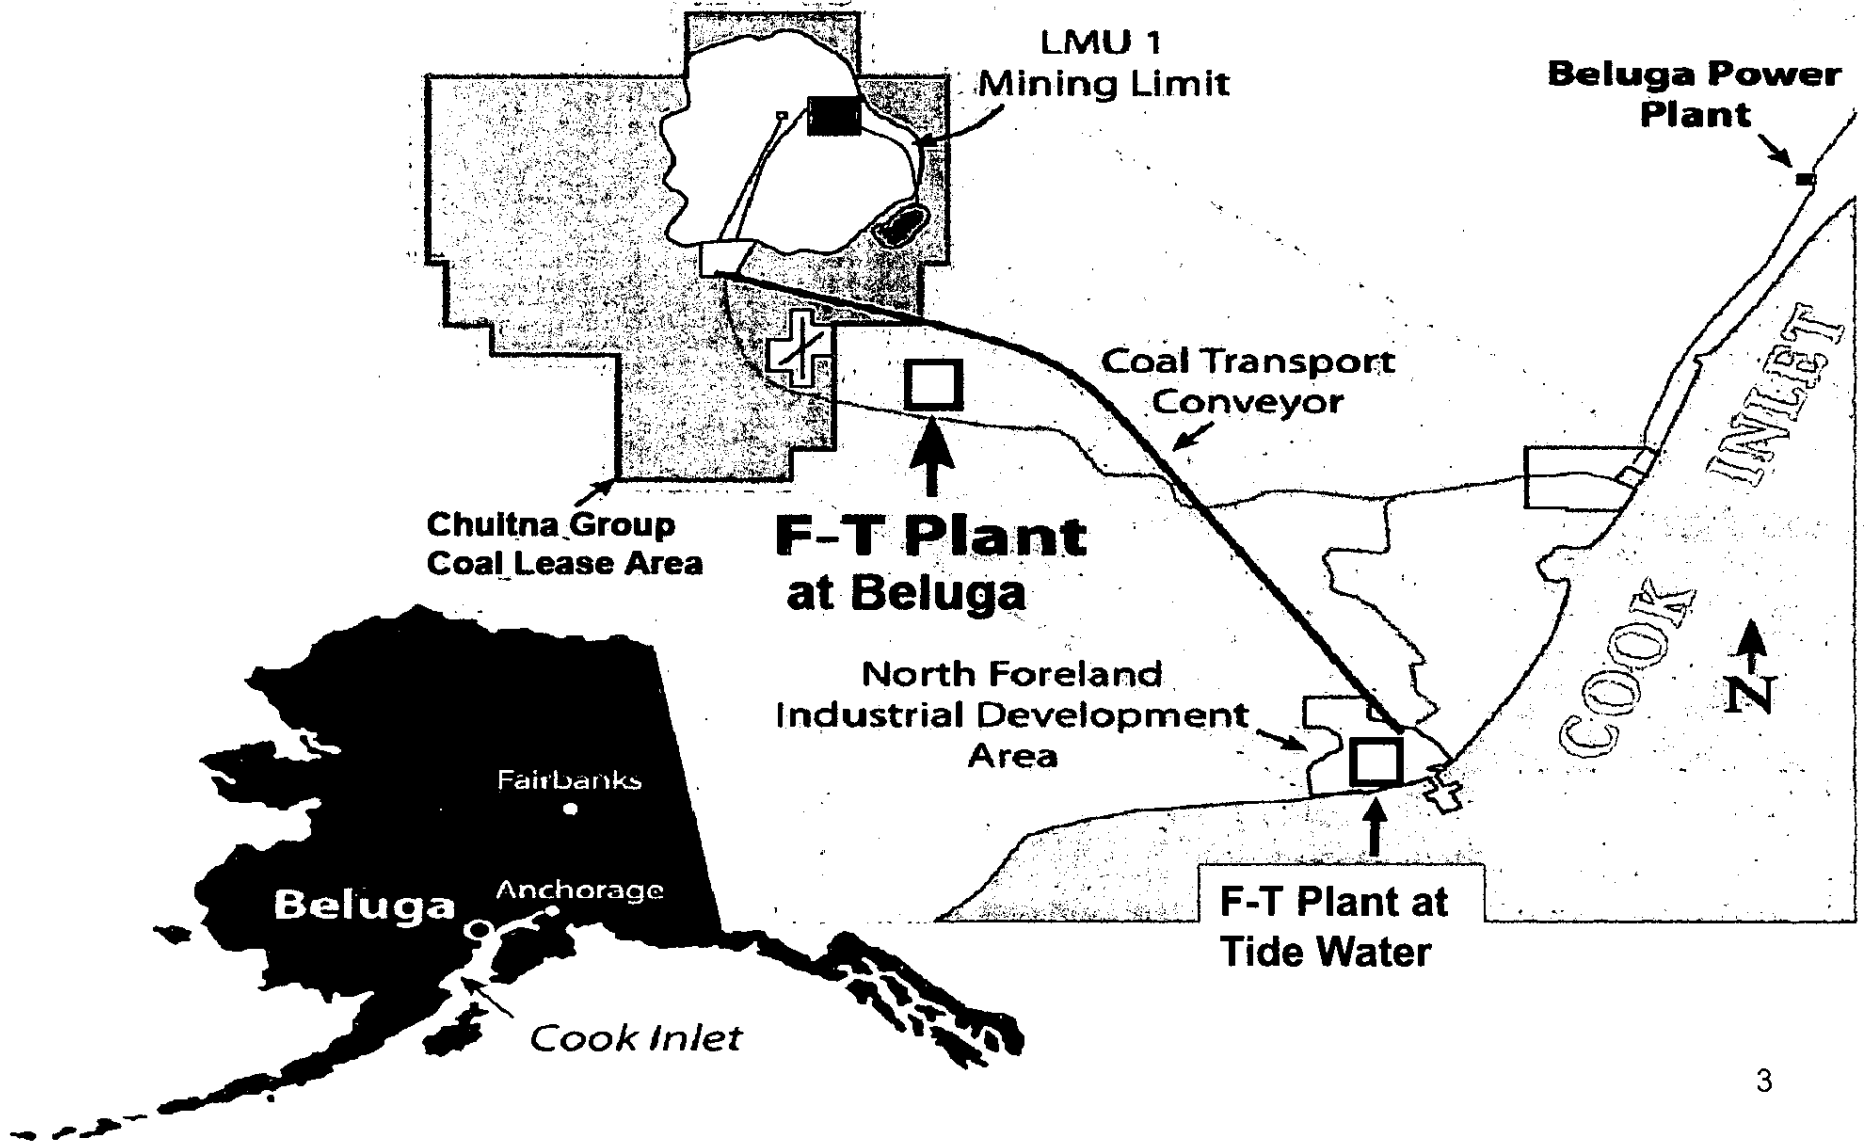 LMU 1
Mining Limit
Beluga Power
Plant
Coal Transport
Conveyor
COOK INLET
Chuitna Group
Coal Lease Area
F-T Plant
at Beluga
North Foreland
Industrial Development
Area
N
Fairbanks
Anchorage
Beluga
Cook Inlet
F-T Plant at
Tide Water
3